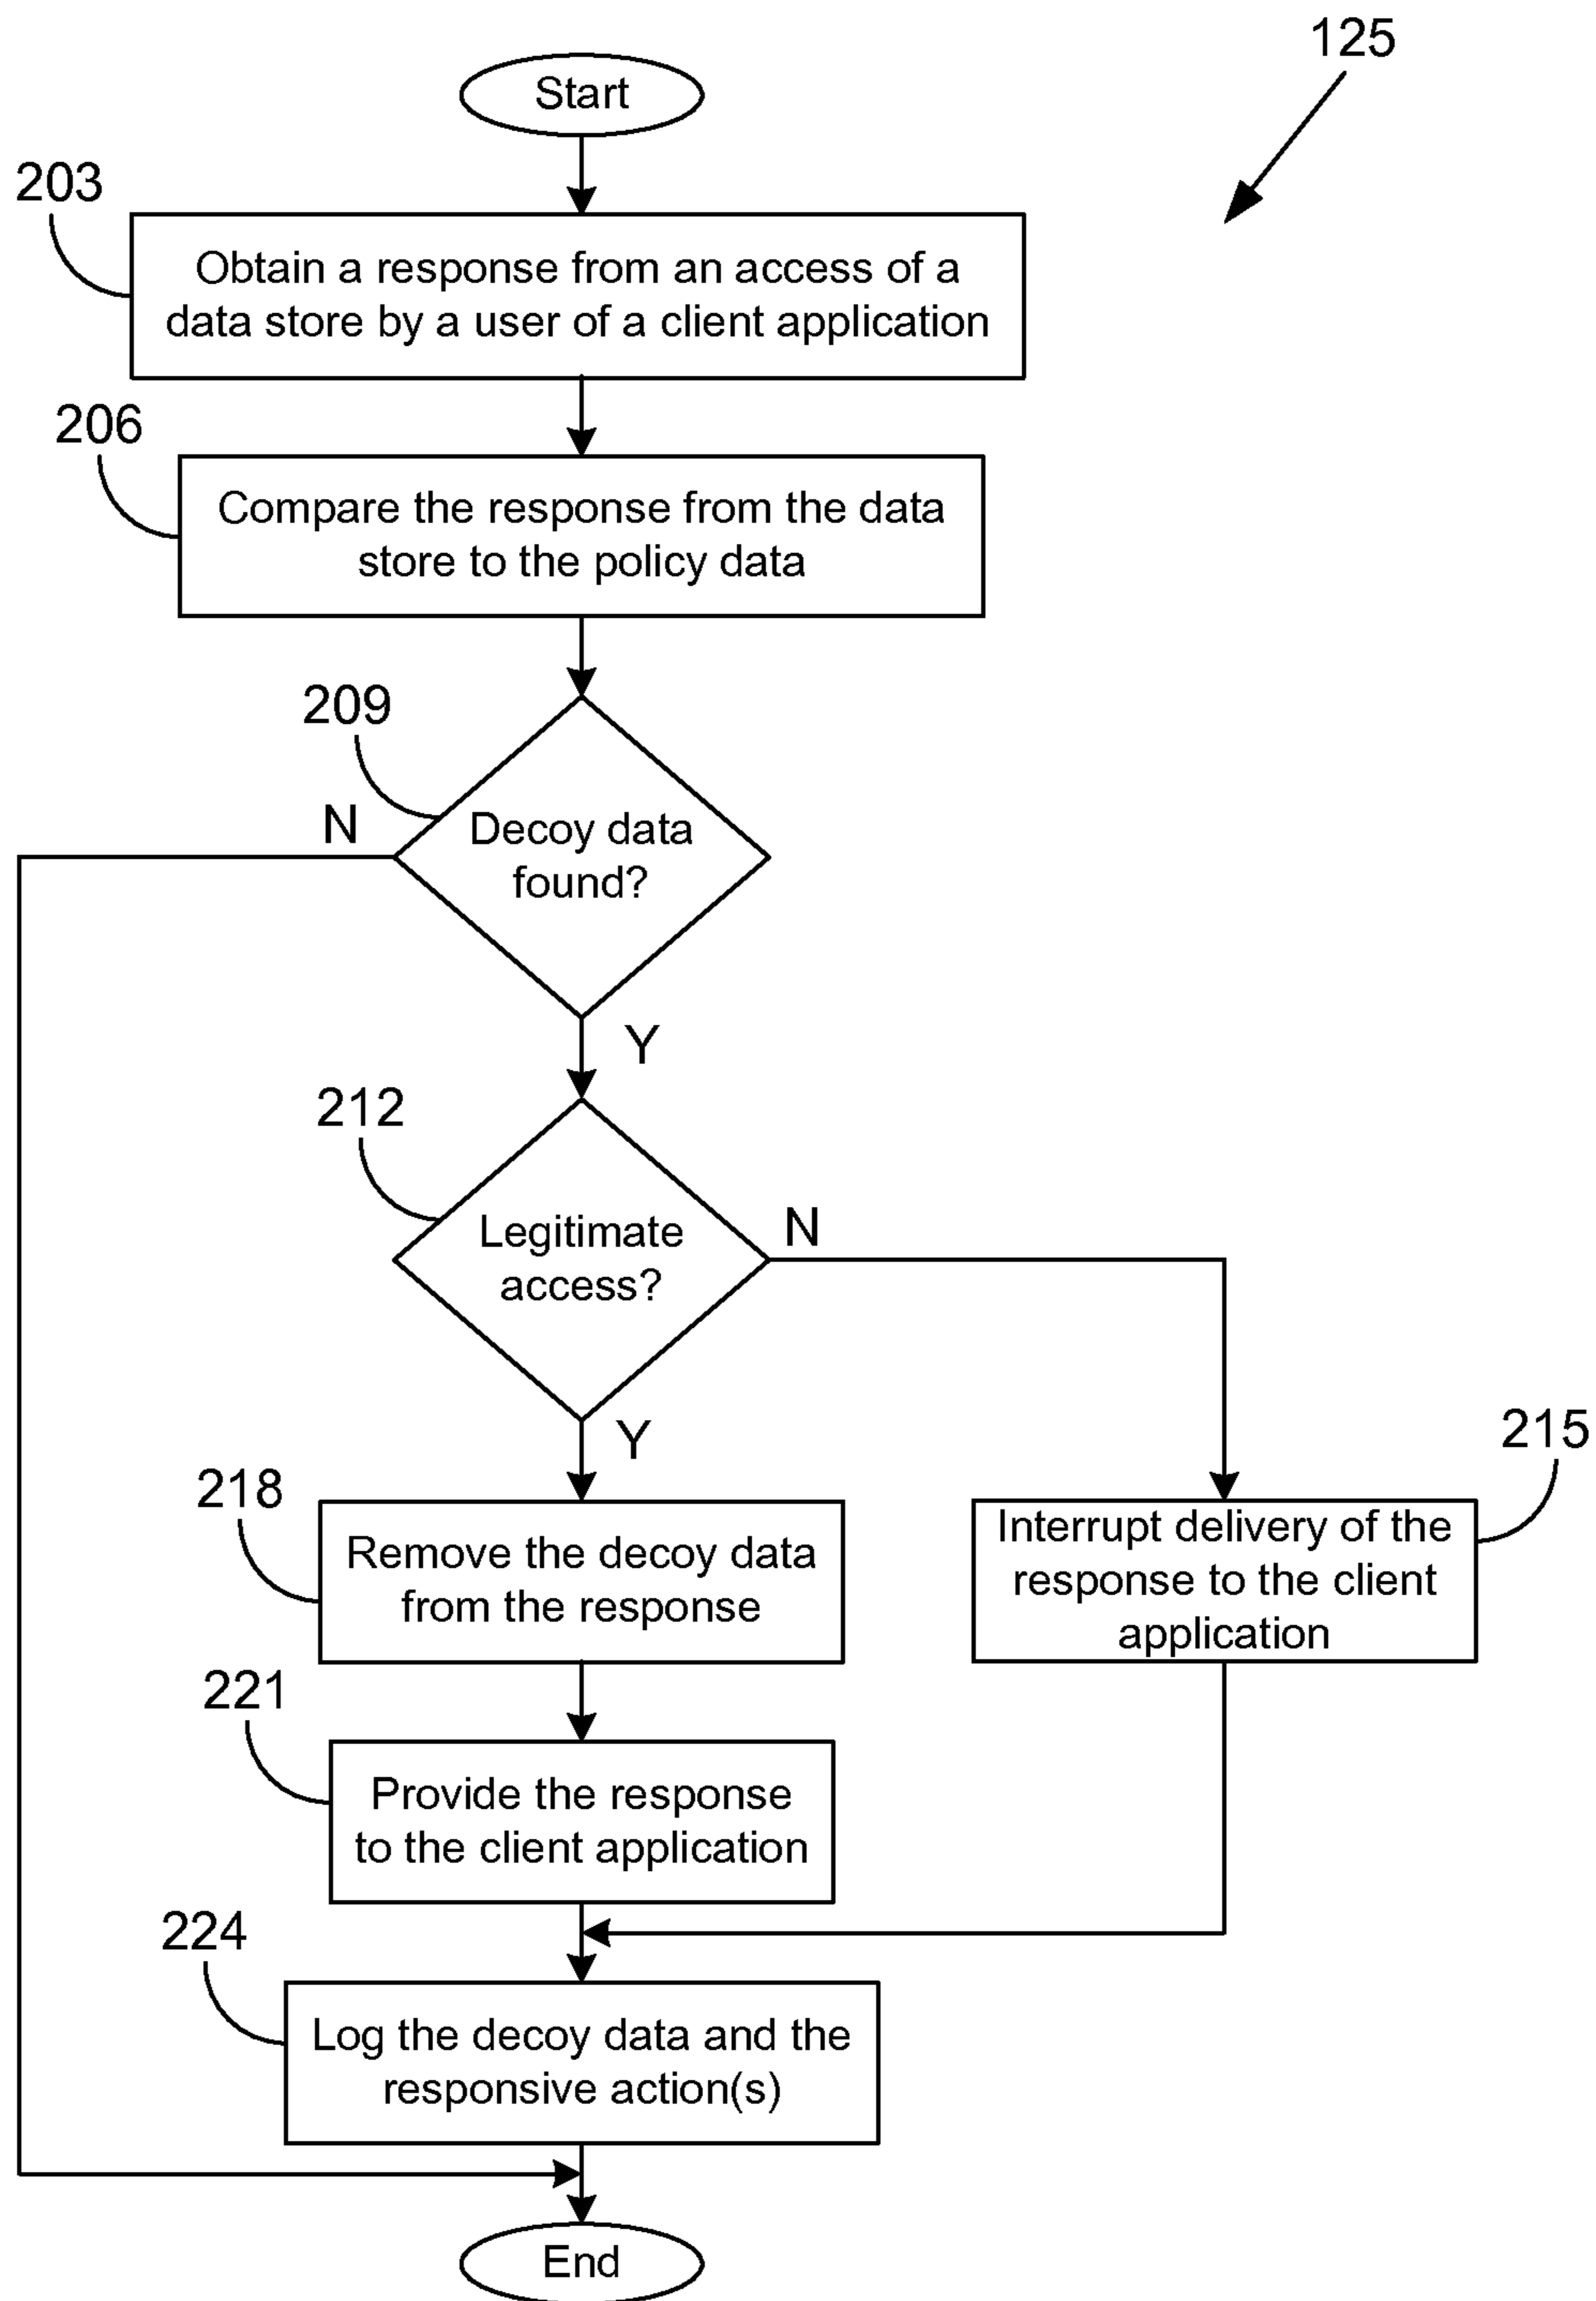 125
Start
203
Obtain a response from an access of a
data store by a user of a client application
206
Compare the response from the data
store to the policy data
209
N
Decoy data
found?
Y
212
Legitimate
access?
N
Y
215
218
Remove the decoy data
from the response
Interrupt delivery of the
response to the client
application
221
Provide the response
to the client application
224
Log the decoy data and the
responsive action(s)
End